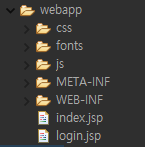 webapp
css
fonts
js
META-INF
WEB-INF
index.jsp
login.jsp